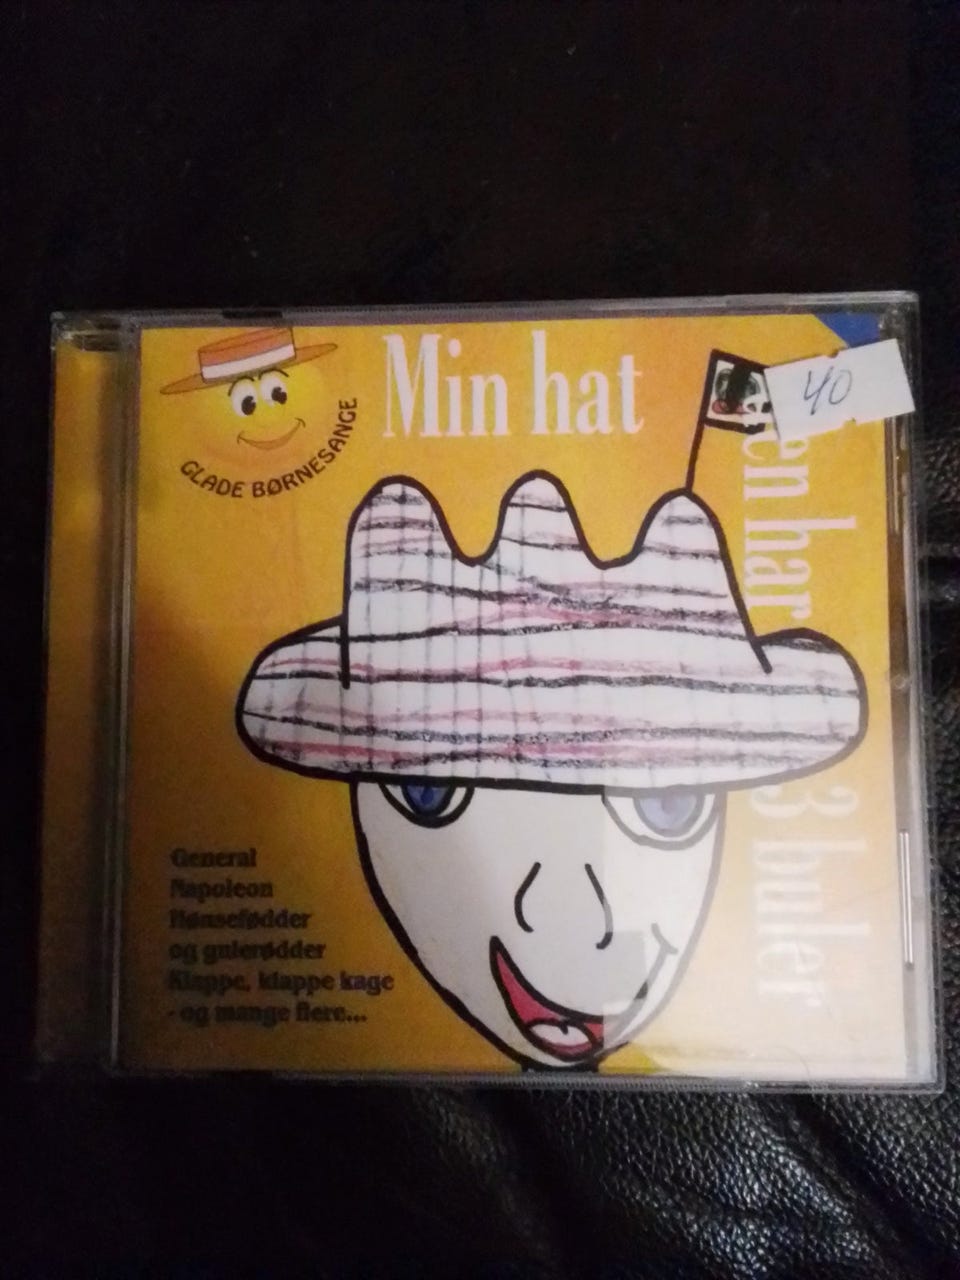 GLADE BØRNESANGE
Min hat
en har 3 buler
40
General
Napoleon
Hønsefødder
og gulerødder
Klappe, klappe kage
- og mange flere...